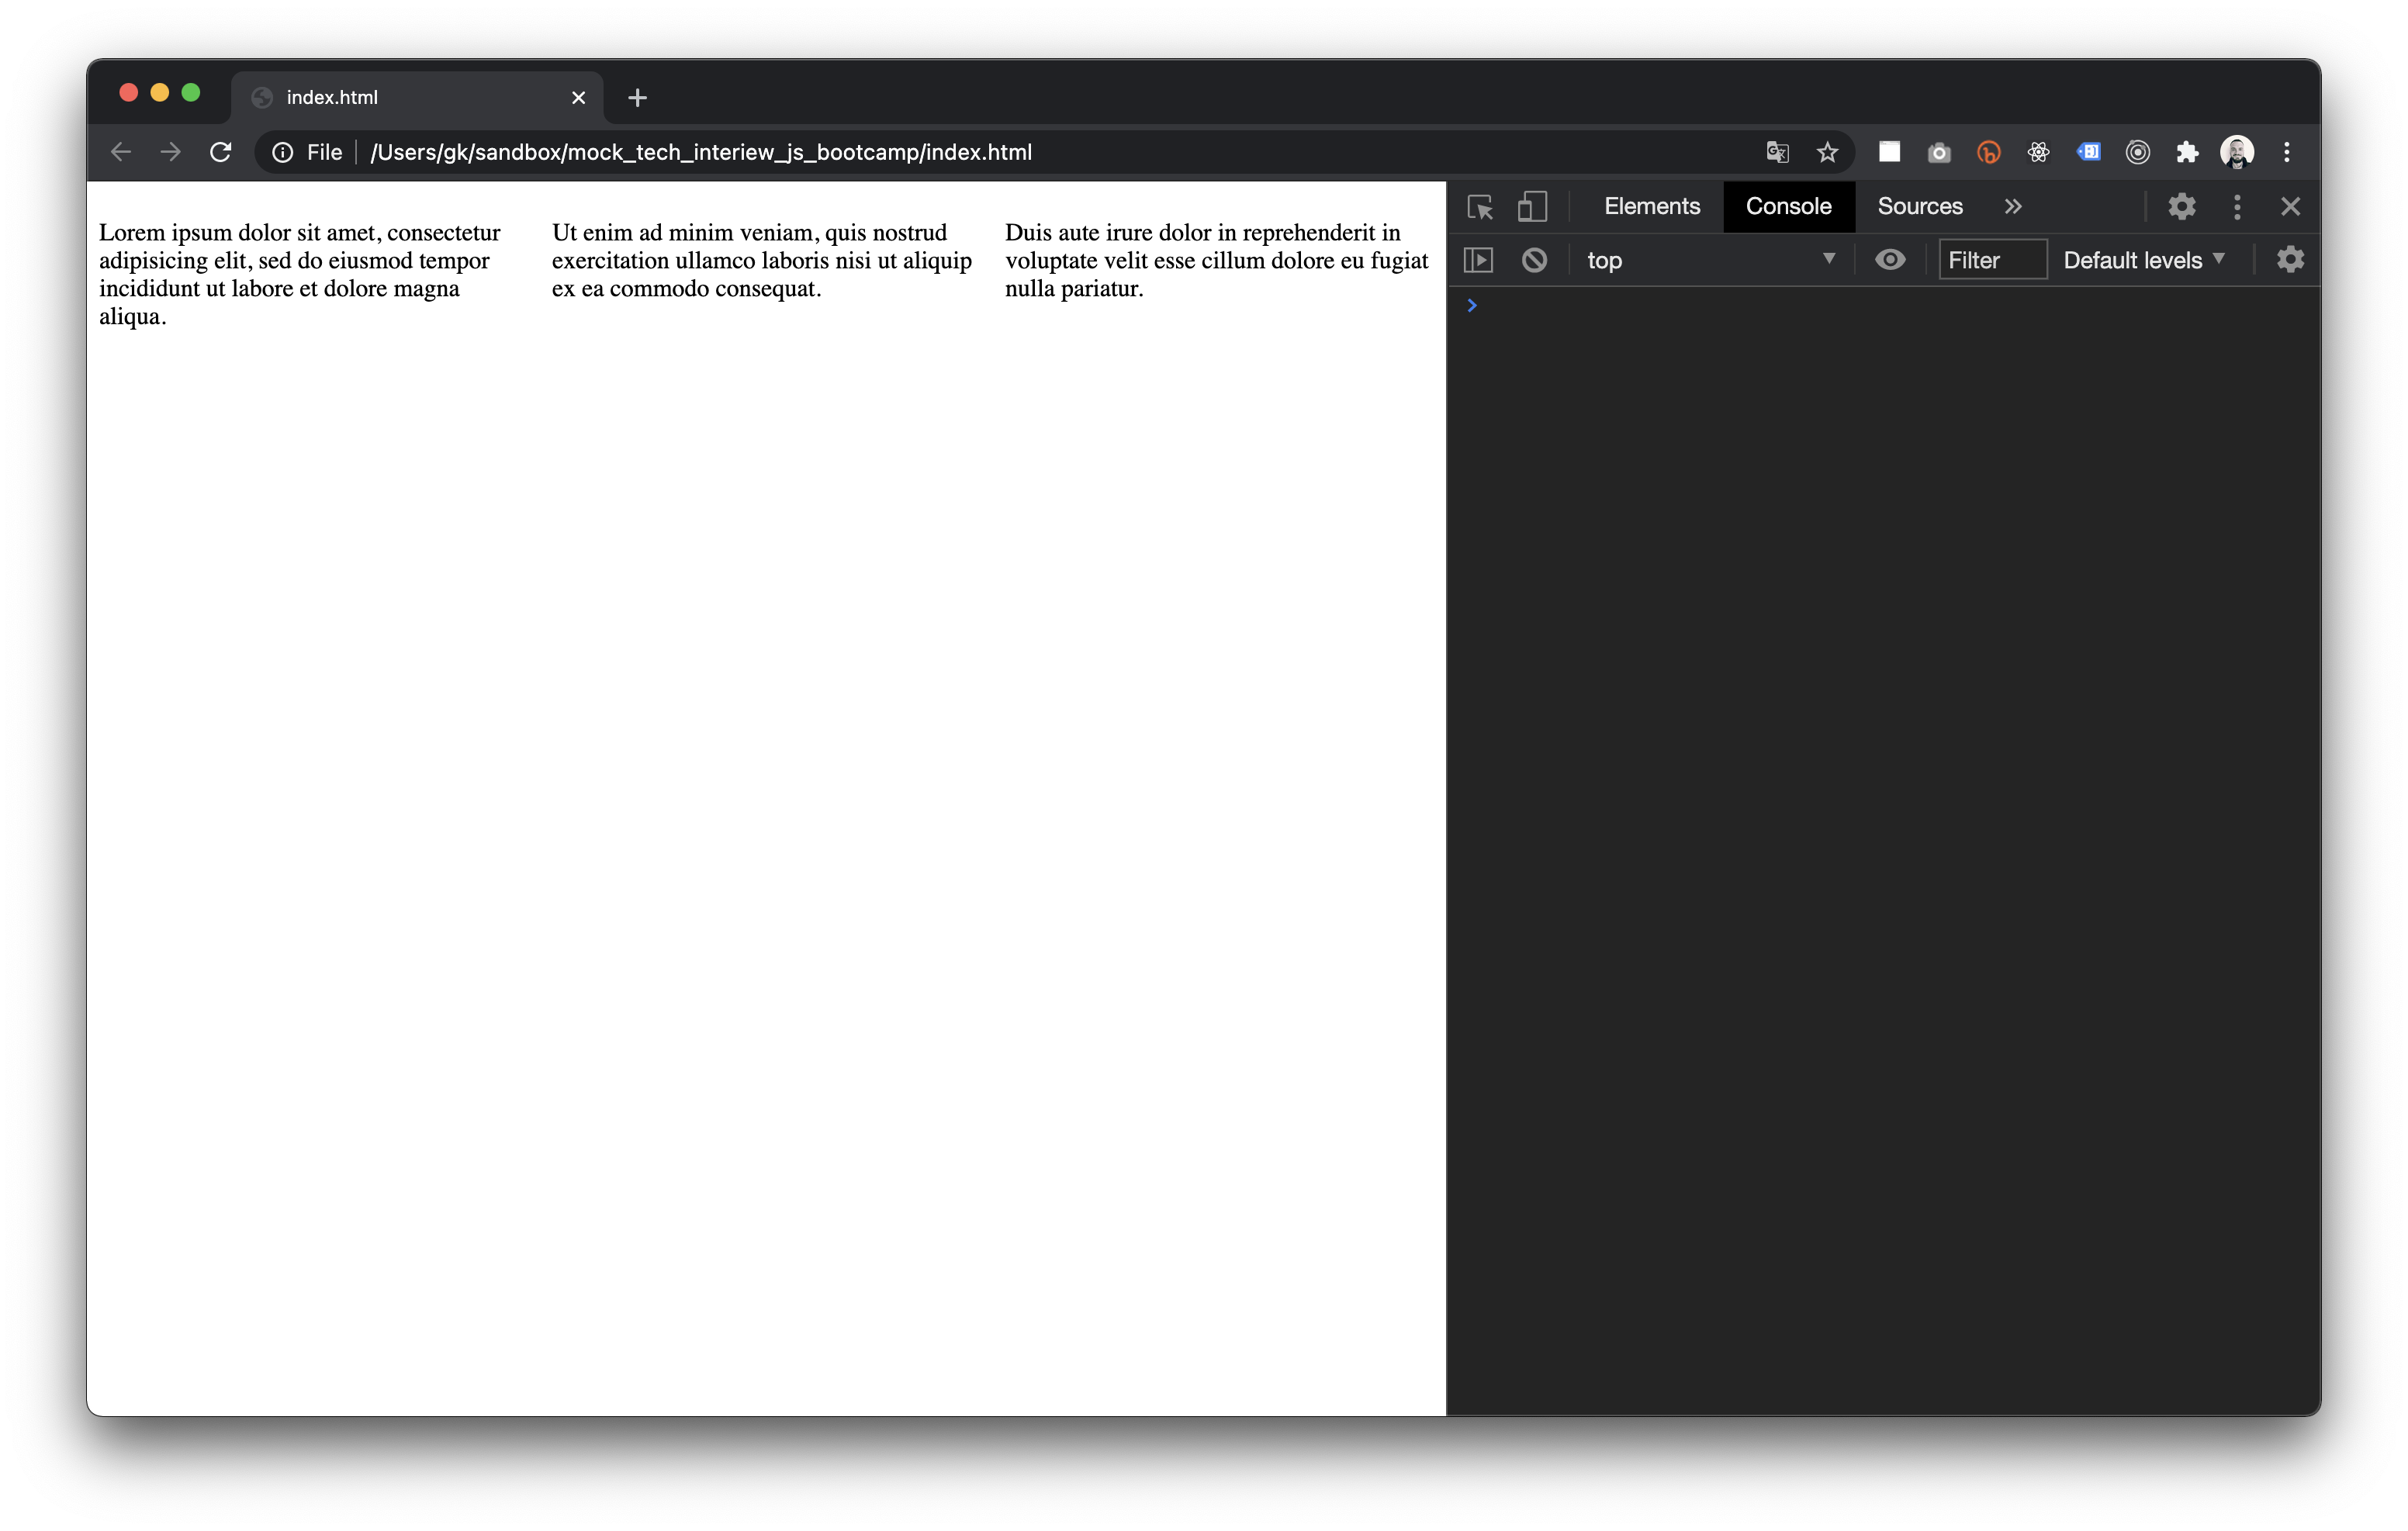 index.html
File
/Users/gk/sandbox/mock_tech_interiew_js_bootcamp/index.html
Lorem ipsum dolor sit amet, consectetur
adipisicing elit, sed do eiusmod tempor
incididunt ut labore et dolore magna
aliqua.
Ut enim ad minim veniam, quis nostrud
exercitation ullamco laboris nisi ut aliquip
ex ea commodo consequat.
Duis aute irure dolor in reprehenderit in
voluptate velit esse cillum dolore eu fugiat
nulla pariatur.
Elements Console Sources
top Filter Default levels